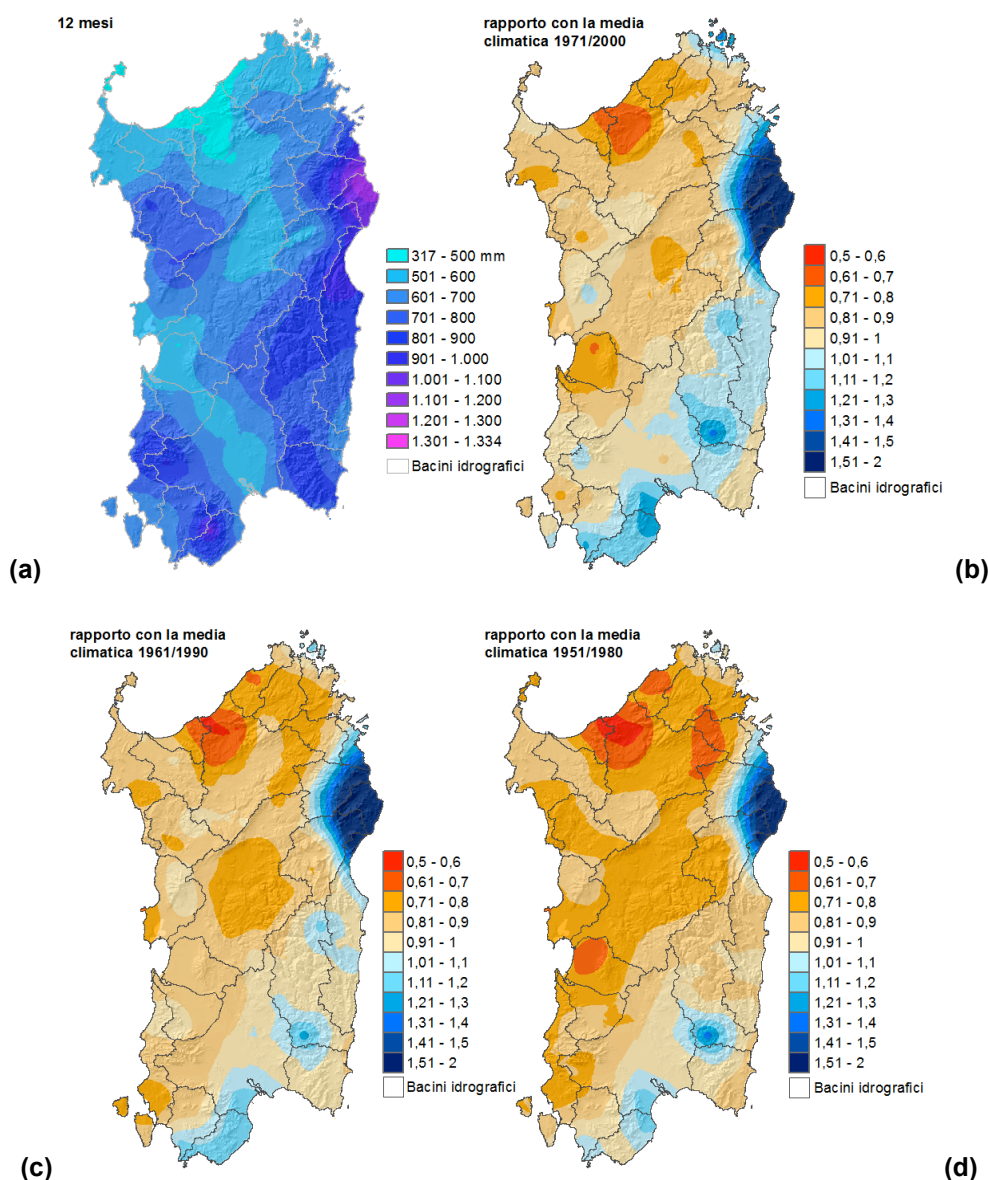 12 mesi
317 - 500 mm
501 - 600
601 - 700
701 - 800
801 - 900
901 - 1.000
1.001 - 1.100
1.101 - 1.200
1.201 - 1.300
1.301 - 1.334
Bacini idrografici
(a)
rapporto con la media
climatica 1971/2000
0,5 - 0,6
0,61 - 0,7
0,71 - 0,8
0,81 - 0,9
0,91 - 1
1,01 - 1,1
1,11 - 1,2
1,21 - 1,3
1,31 - 1,4
1,41 - 1,5
1,51 - 2
Bacini idrografici
(b)
rapporto con la media
climatica 1961/1990
0,5 - 0,6
0,61 - 0,7
0,71 - 0,8
0,81 - 0,9
0,91 - 1
1,01 - 1,1
1,11 - 1,2
1,21 - 1,3
1,31 - 1,4
1,41 - 1,5
1,51 - 2
Bacini idrografici
(c)
rapporto con la media
climatica 1951/1980
0,5 - 0,6
0,61 - 0,7
0,71 - 0,8
0,81 - 0,9
0,91 - 1
1,01 - 1,1
1,11 - 1,2
1,21 - 1,3
1,31 - 1,4
1,41 - 1,5
1,51 - 2
Bacini idrografici
(d)